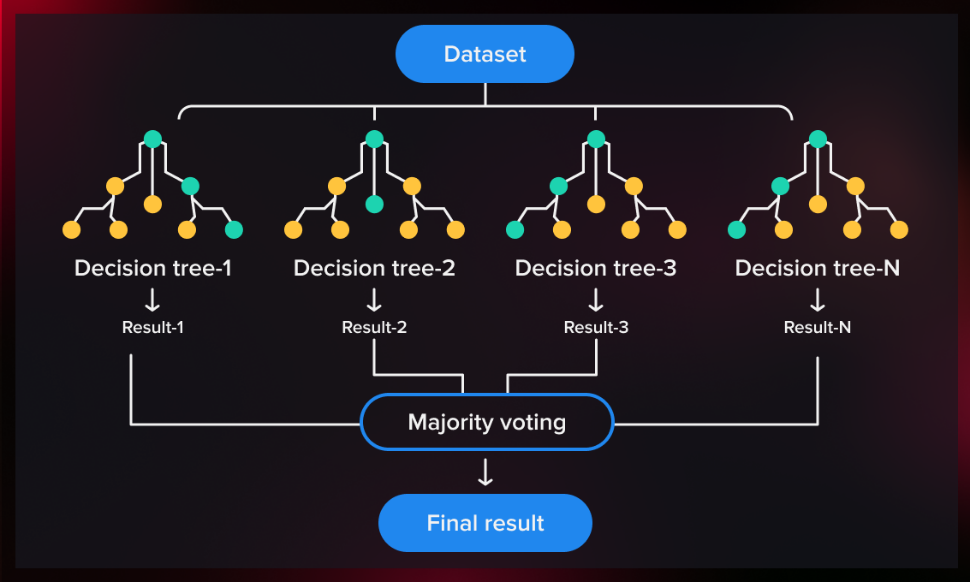 Dataset
Decision tree-1
Decision tree-2
Decision tree-3
Decision tree-N
Result-1
Result-2
Result-3
Result-N
Majority voting
Final result